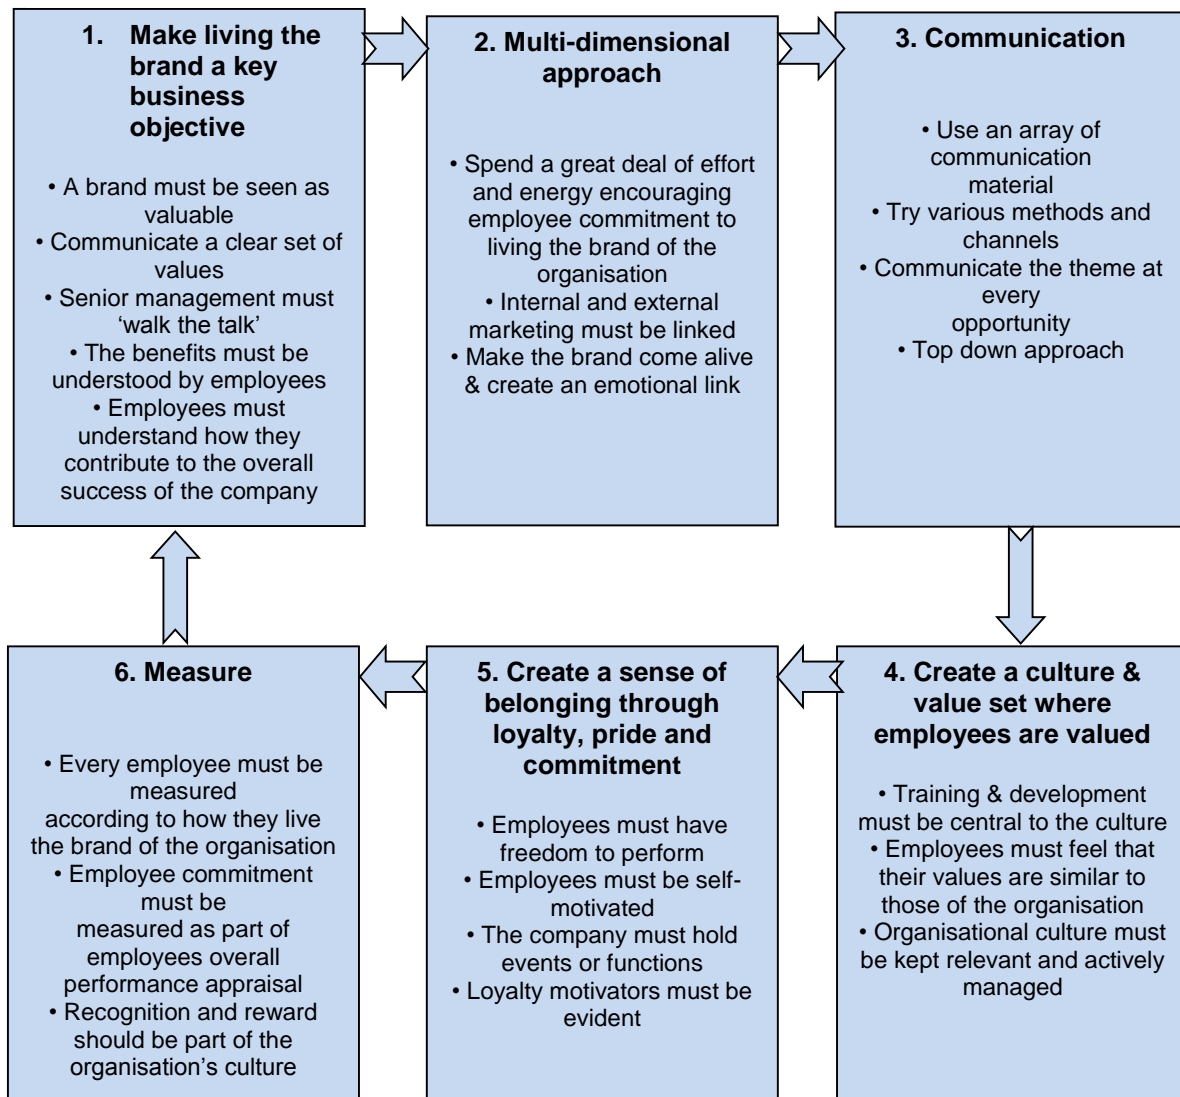 1. Make living the
brand a key
business
objective
• A brand must be seen as
valuable
• Communicate a clear set of
values
• Senior management must
‘walk the talk’
• The benefits must be
understood by employees
• Employees must
understand how they
contribute to the overall
success of the company
2. Multi-dimensional
approach
• Spend a great deal of effort
and energy encouraging
employee commitment to
living the brand of the
organisation
• Internal and external
marketing must be linked
• Make the brand come alive
& create an emotional link
3. Communication
• Use an array of
communication
material
• Try various methods and
channels
• Communicate the theme at
every
opportunity
• Top down approach
4. Create a culture &
value set where
employees are valued
• Training & development
must be central to the culture
• Employees must feel that
their values are similar to
those of the organisation
• Organisational culture must
be kept relevant and actively
managed
5. Create a sense of
belonging through
loyalty, pride and
commitment
• Employees must have
freedom to perform
• Employees must be self-
motivated
• The company must hold
events or functions
• Loyalty motivators must be
evident
6. Measure
• Every employee must be
measured
according to how they live
the brand of the organisation
• Employee commitment
must be
measured as part of
employees overall
performance appraisal
• Recognition and reward
should be part of the
organisation’s culture